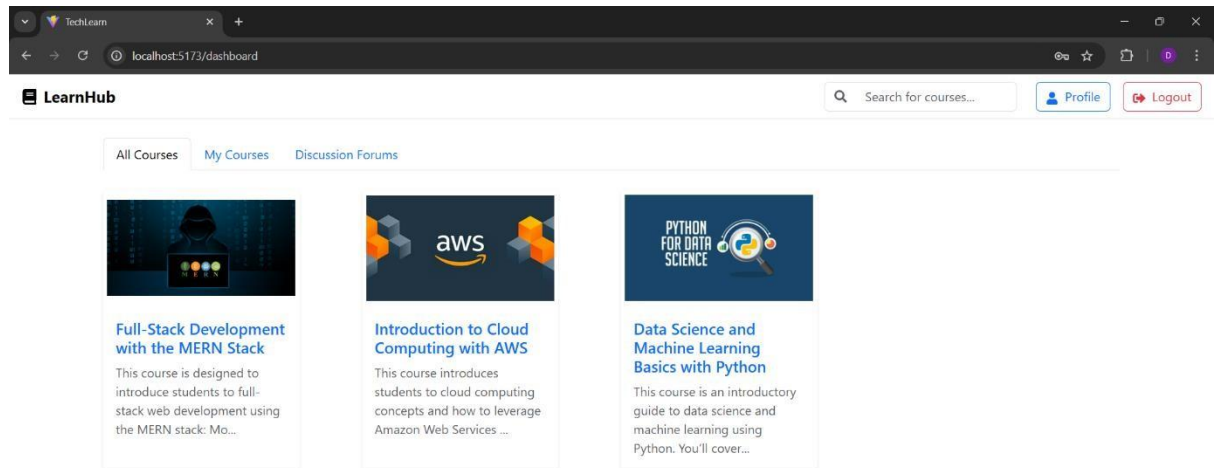 TechLearn
localhost:5173/dashboard
D
LearnHub
Search for courses...
Profile
Logout
All Courses
My Courses
Discussion Forums
MERN
Full-Stack Development
with the MERN Stack
This course is designed to
introduce students to full-
stack web development using
the MERN stack: Mo...
aws
Introduction to Cloud
Computing with AWS
This course introduces
students to cloud computing
concepts and how to leverage
Amazon Web Services ...
PYTHON
FOR DATA
SCIENCE
Data Science and
Machine Learning
Basics with Python
This course is an introductory
guide to data science and
machine learning using
Python. You'll cover...